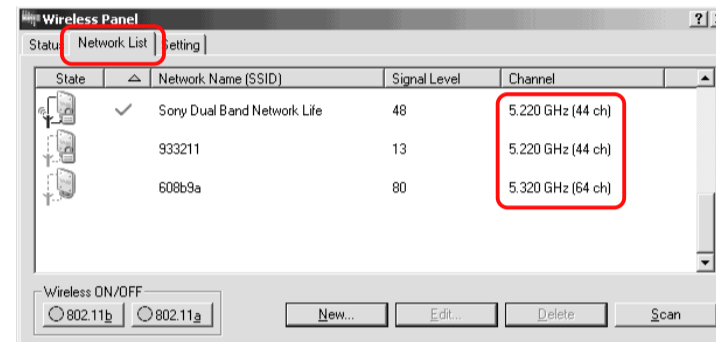 Wireless Panel
Status Network List Setting
State Network Name (SSID) Signal Level Channel
Sony Dual Band Network Life 48 5.220 GHz (44 ch)
933211 13 5.220 GHz (44 ch)
608b9a 80 5.320 GHz (64 ch)
Wireless ON/OFF
802.11b 802.11a New... Edit... Delete Scan